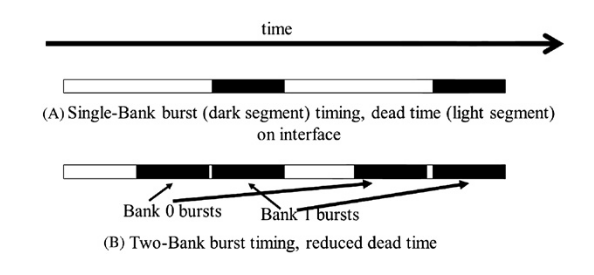 time
(A) Single-Bank burst (dark segment) timing, dead time (light segment)
on interface
Bank 0 bursts
Bank 1 bursts
(B) Two-Bank burst timing, reduced dead time